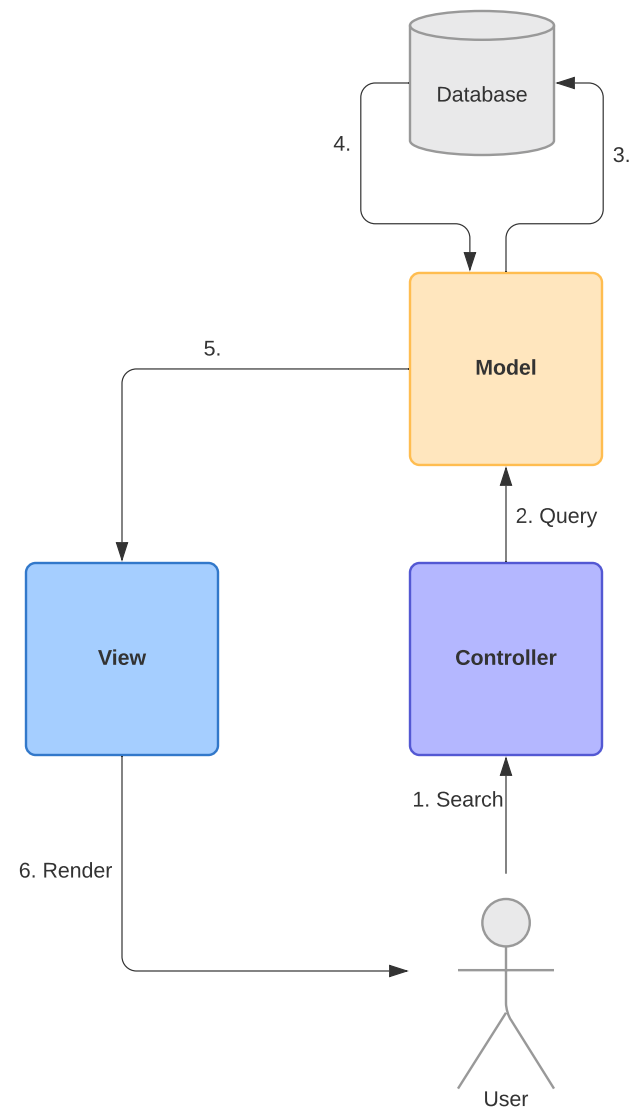 Database
4.
3.
5.
Model
2. Query
View
Controller
1. Search
6. Render
User